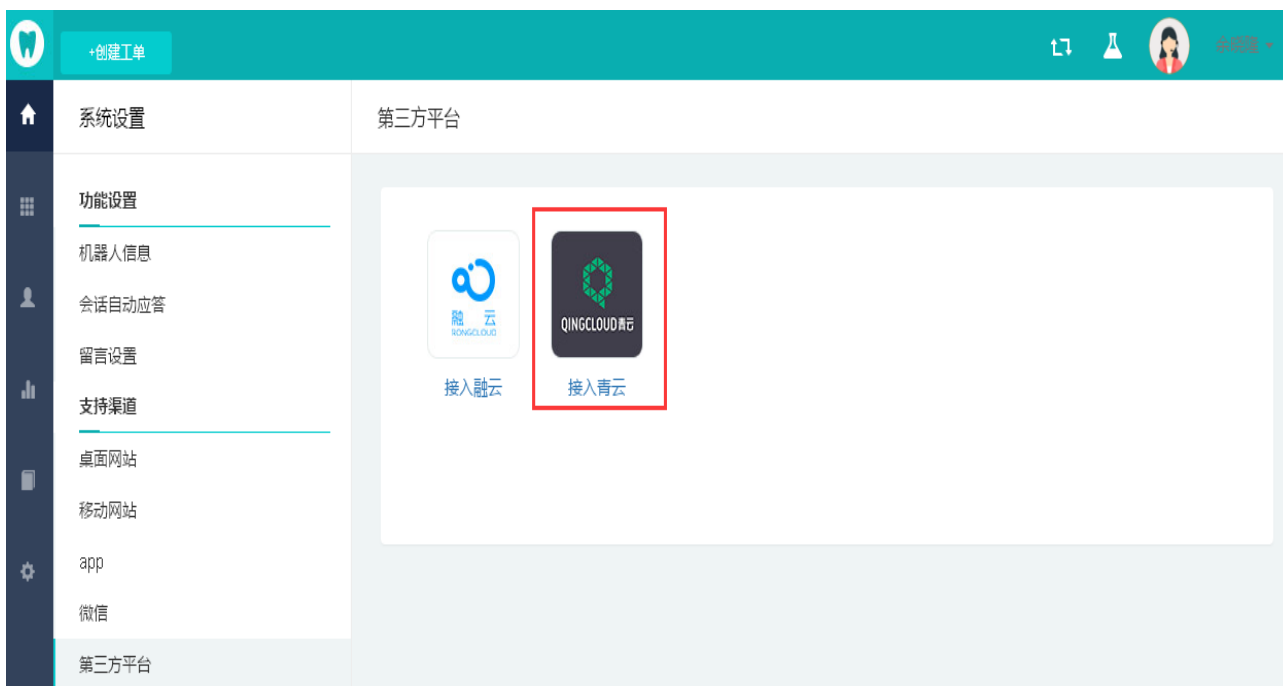 +创建工单
系统设置
第三方平台
功能设置
机器人信息
会话自动应答
留言设置
支持渠道
桌面网站
移动网站
app
微信
第三方平台
融 云
RONGCLOUD
接入融云
QINGCLOUD青云
接入青云